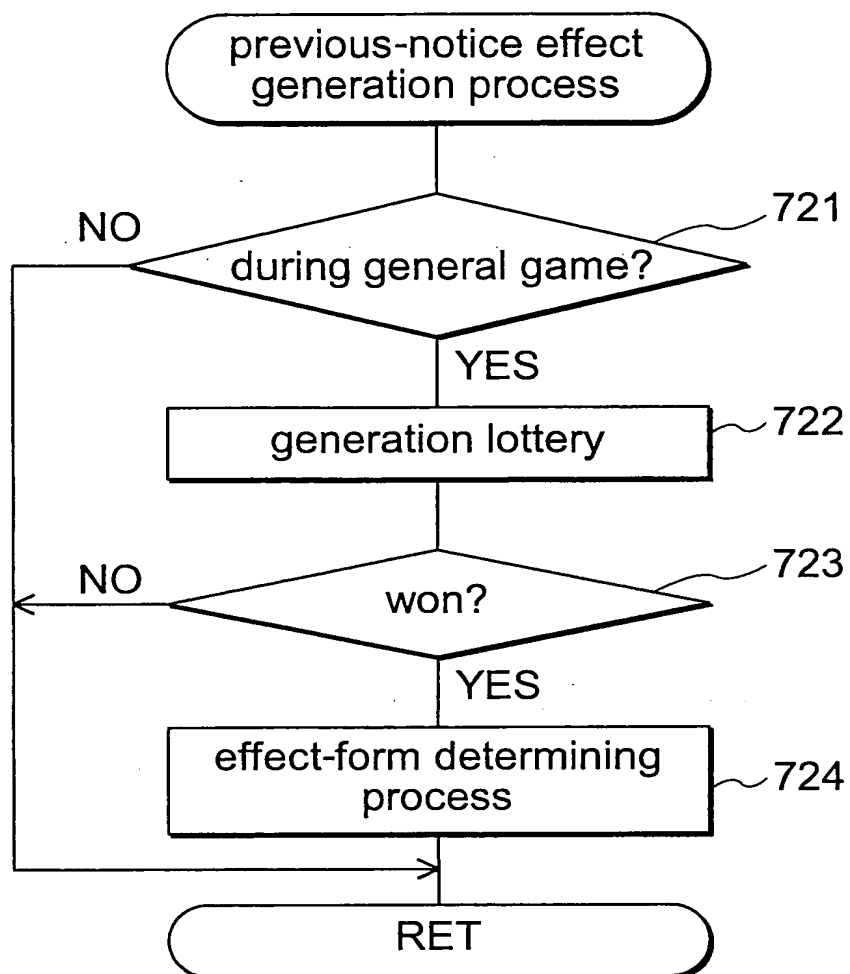 previous-notice effect
generation process
721
NO
during general game?
YES
722
generation lottery
723
NO
won?
YES
effect-form determining
process
724
RET